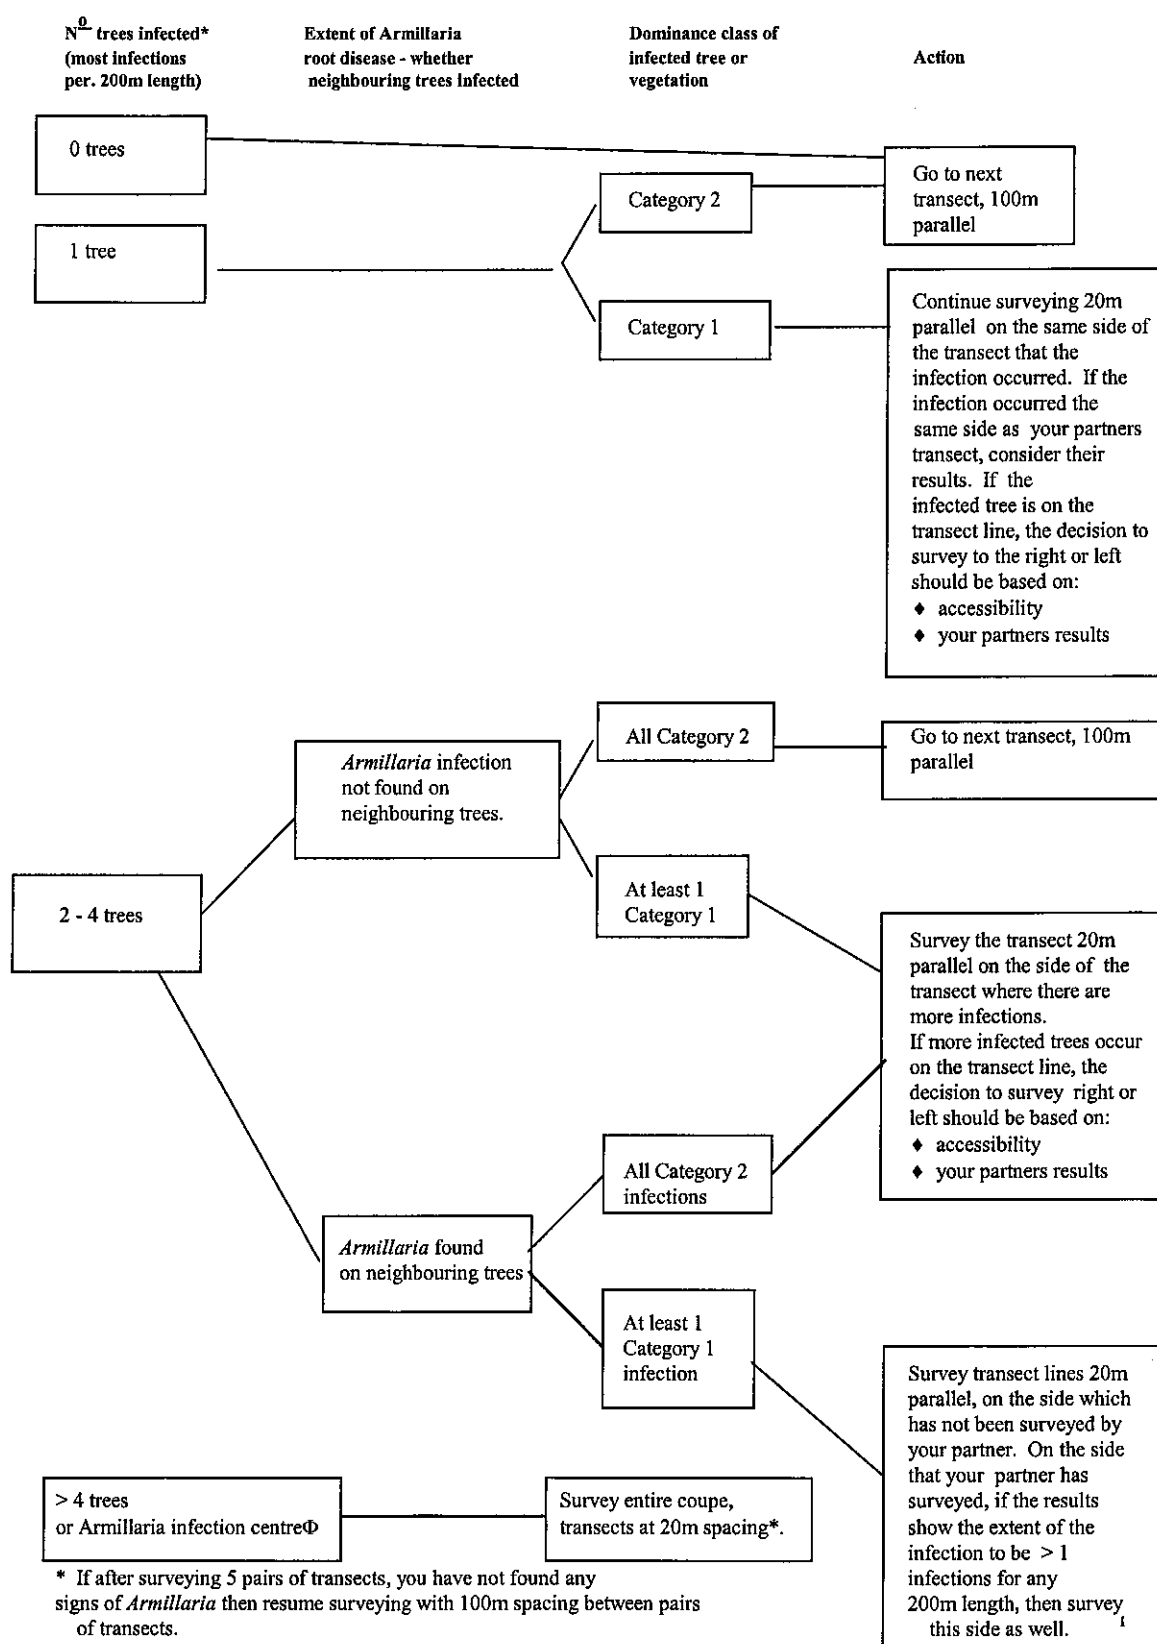 Nº trees infected*
(most infections
per. 200m length)
Extent of Armillaria
root disease - whether
neighbouring trees infected
Dominance class of
infected tree or
vegetation
Action
0 trees
Go to next
transect, 100m
parallel
Category 2
1 tree
Category 1
Continue surveying 20m
parallel on the same side of
the transect that the
infection occurred. If the
infection occurred the
same side as your partners
transect, consider their
results. If the
infected tree is on the
transect line, the decision to
survey to the right or left
should be based on:
♦ accessibility
♦ your partners results
All Category 2
Go to next transect, 100m
parallel
Armillaria infection
not found on
neighbouring trees.
At least 1
Category 1
2 - 4 trees
Survey the transect 20m
parallel on the side of the
transect where there are
more infections.
If more infected trees occur
on the transect line, the
decision to survey right or
left should be based on:
♦ accessibility
♦ your partners results
All Category 2
infections
Armillaria found
on neighbouring trees
At least 1
Category 1
infection
Survey transect lines 20m
parallel, on the side which
has not been surveyed by
your partner. On the side
that your partner has
surveyed, if the results
show the extent of the
infection to be > 1
infections for any
200m length, then survey
this side as well.
> 4 trees
or Armillaria infection centreΦ
Survey entire coupe,
transects at 20m spacing*.
* If after surveying 5 pairs of transects, you have not found any
signs of Armillaria then resume surveying with 100m spacing between pairs
of transects.